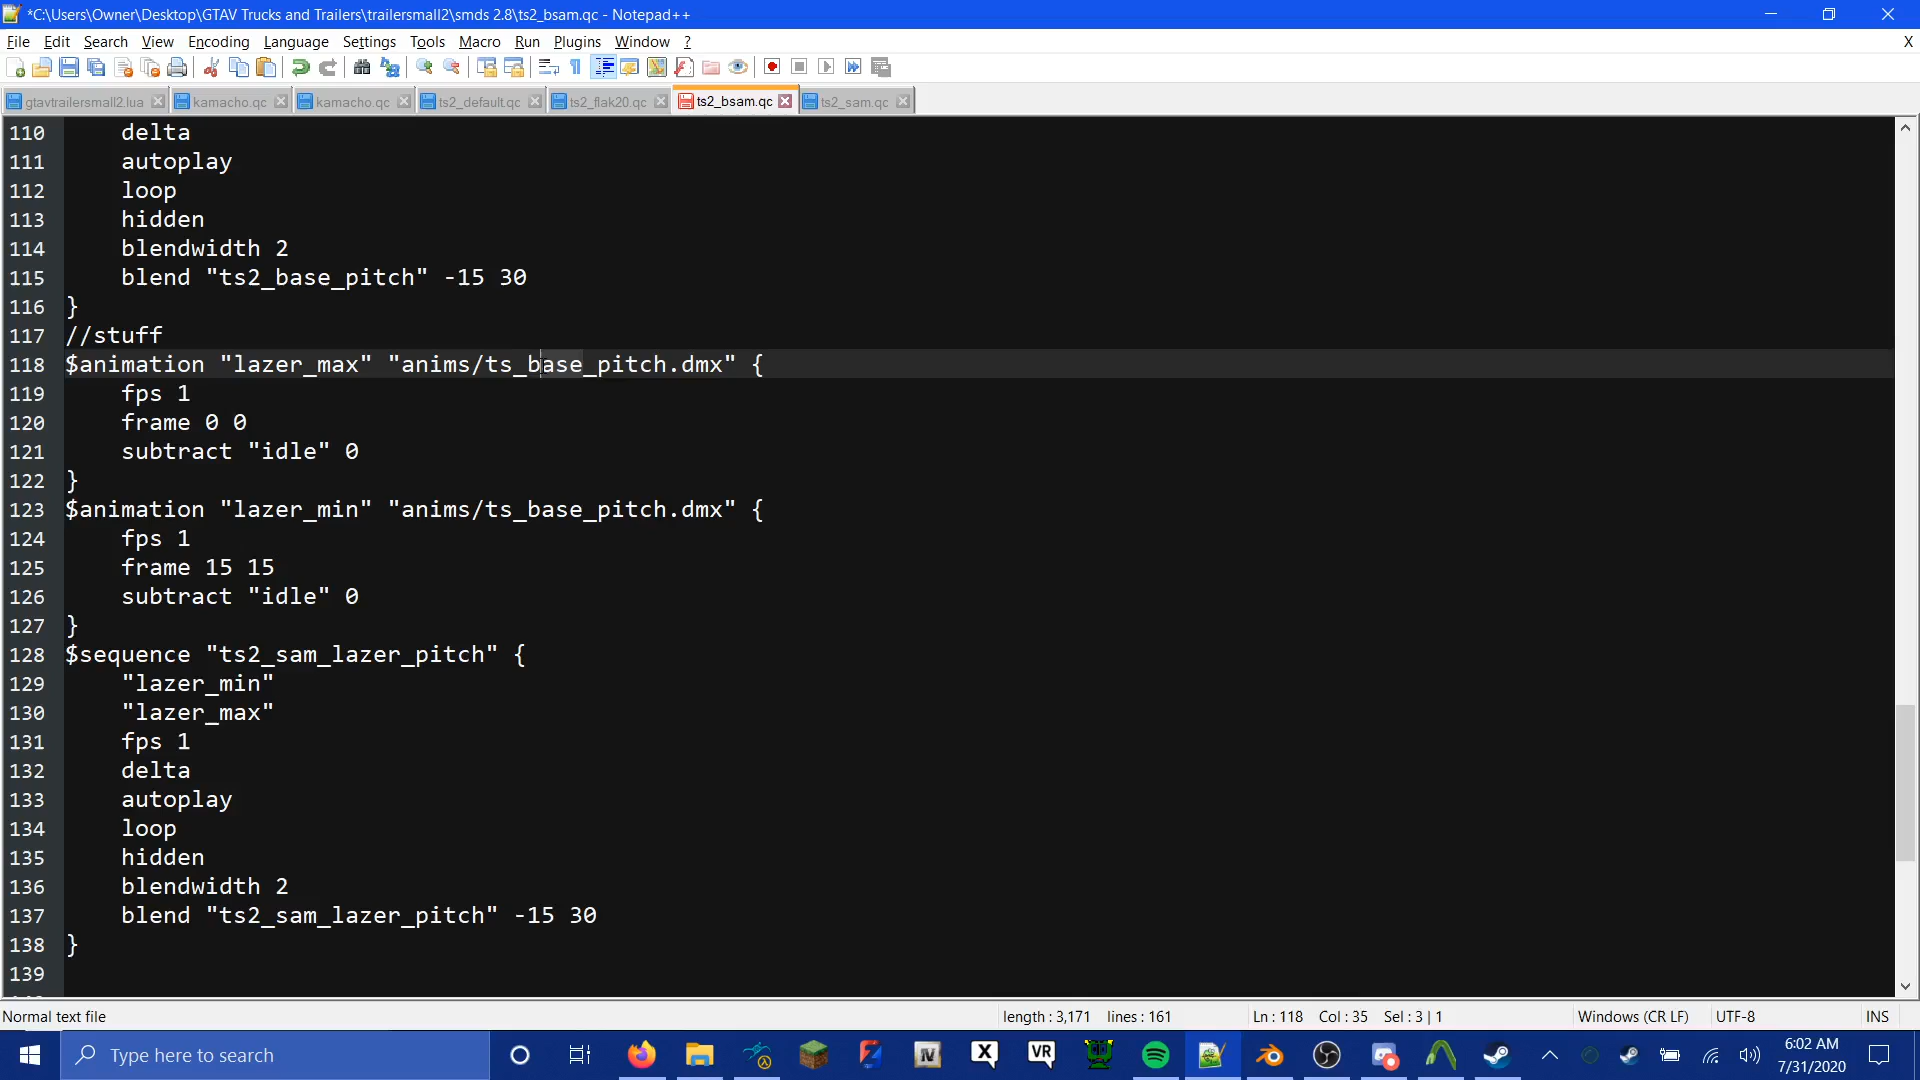 *C:\Users\Owner\Desktop\GTAV Trucks and Trailers\trailersmall2\smds 2.8\ts2_bsam.qc - Notepad++
File Edit Search View Encoding Language Settings Tools Macro Run Plugins Window ? X
gtavtrailersmall2.lua kamacho.qc kamacho.qc ts2_default.qc ts2_flak20.qc ts2_bsam.qc ts2_sam.qc
110 delta
111 autoplay
112 loop
113 hidden
114 blendwidth 2
115 blend "ts2_base_pitch" -15 30
116 }
117 //stuff
118 $animation "lazer_max" "anims/ts_base_pitch.dmx" {
119 fps 1
120 frame 0 0
121 subtract "idle" 0
122 }
123 $animation "lazer_min" "anims/ts_base_pitch.dmx" {
124 fps 1
125 frame 15 15
126 subtract "idle" 0
127 }
128 $sequence "ts2_sam_lazer_pitch" {
129 "lazer_min"
130 "lazer_max"
131 fps 1
132 delta
133 autoplay
134 loop
135 hidden
136 blendwidth 2
137 blend "ts2_sam_lazer_pitch" -15 30
138 }
139
Normal text file length : 3,171 lines : 161 Ln : 118 Col : 35 Sel : 3 | 1 Windows (CR LF) UTF-8 INS
Type here to search IV X VR 6:02 AM
7/31/2020